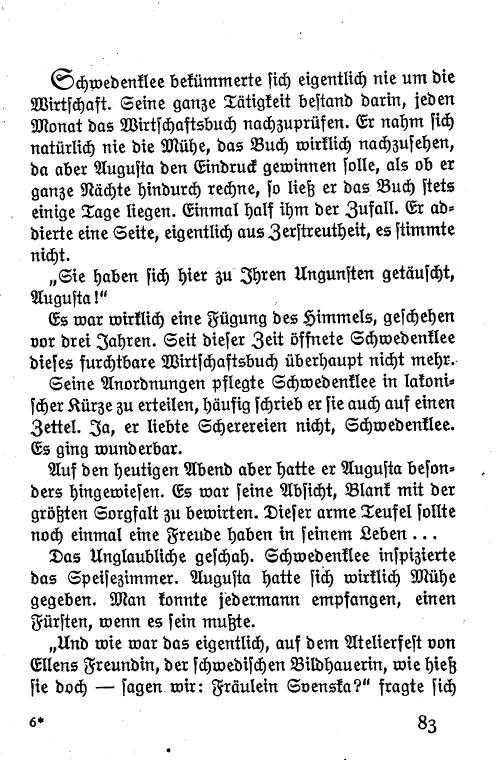 Schwedenklee bekümmerte sich eigentlich nie um die
Wirtschaft. Seine ganze Tätigkeit bestand darin, jeden
Monat das Wirtschaftsbuch nachzuprüfen. Er nahm sich
natürlich nie die Mühe, das Buch wirklich nachzusehen,
da aber Augusta den Eindruck gewinnen solle, als ob er
ganze Nächte hindurch rechne, so ließ er das Buch stets
einige Tage liegen. Einmal half ihm der Zufall. Er ad-
dierte eine Seite, eigentlich aus Zerstreutheit, es stimmte
nicht.
„Sie haben sich hier zu Ihren Ungunsten getäuscht,
Augusta!“
Es war wirklich eine Fügung des Himmels, geschehen
vor drei Jahren. Seit dieser Zeit öffnete Schwedenklee
dieses furchtbare Wirtschaftsbuch überhaupt nicht mehr.
Seine Anordnungen pflegte Schwedenklee in lakoni-
scher Kürze zu erteilen, häufig schrieb er sie auch auf einen
Zettel. Ja, er liebte Scherereien nicht, Schwedenklee.
Es ging wunderbar.
Auf den heutigen Abend aber hatte er Augusta beson-
ders hingewiesen. Es war seine Absicht, Blank mit der
größten Sorgfalt zu bewirten. Dieser arme Teufel sollte
noch einmal eine Freude haben in seinem Leben ...
Das Unglaubliche geschah. Schwedenklee inspizierte
das Speisezimmer. Augusta hatte sich wirklich Mühe
gegeben. Man konnte jedermann empfangen, einen
Fürsten, wenn es sein mußte.
„Und wie war das eigentlich, auf dem Atelierfest von
Ellens Freundin, der schwedischen Bildhauerin, wie hieß
sie doch — sagen wir: Fräulein Svenska?“ fragte sich
6* 83